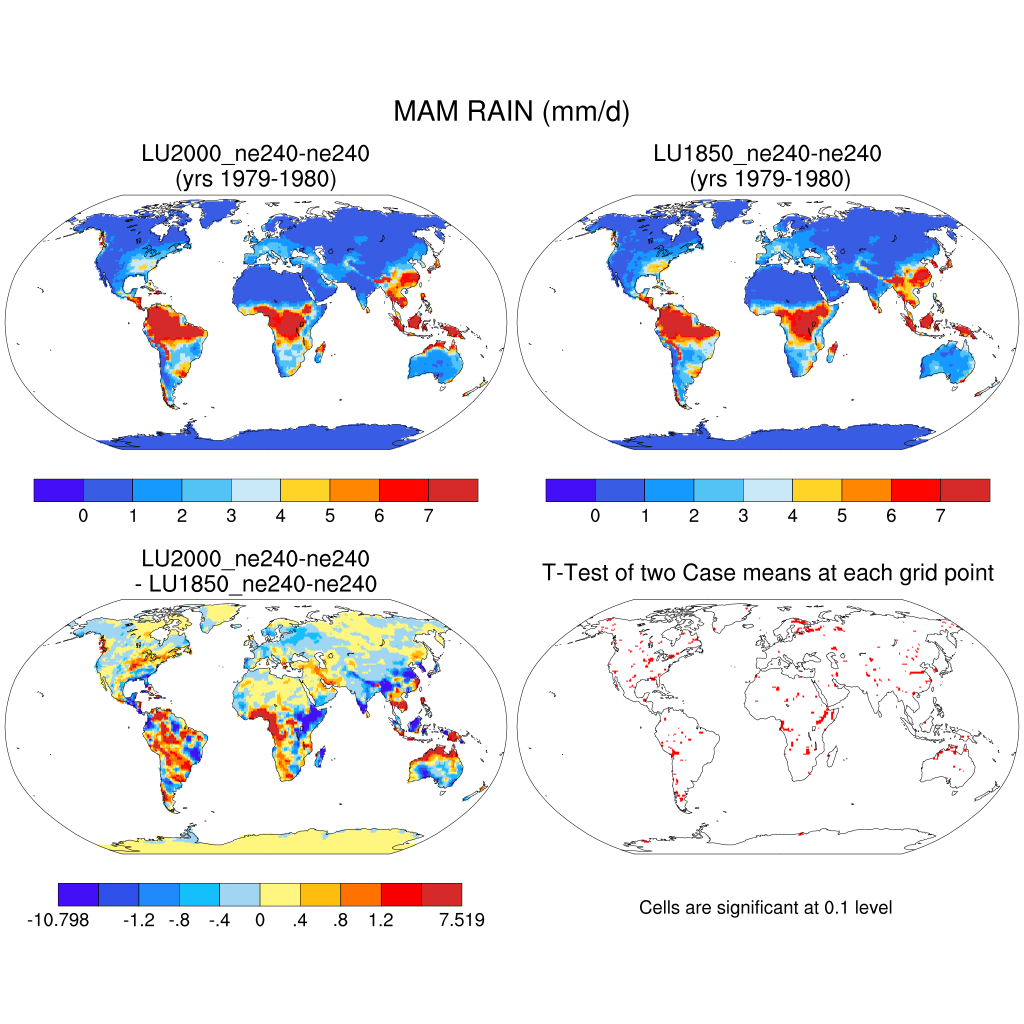 MAM RAIN (mm/d)
LU2000_ne240-ne240
(yrs 1979-1980)
LU1850_ne240-ne240
(yrs 1979-1980)
0 1 2 3 4 5 6 7
0 1 2 3 4 5 6 7
LU2000_ne240-ne240
- LU1850_ne240-ne240
T-Test of two Case means at each grid point
-10.798 -1.2 -.8 -.4 0 .4 .8 1.2 7.519
Cells are significant at 0.1 level